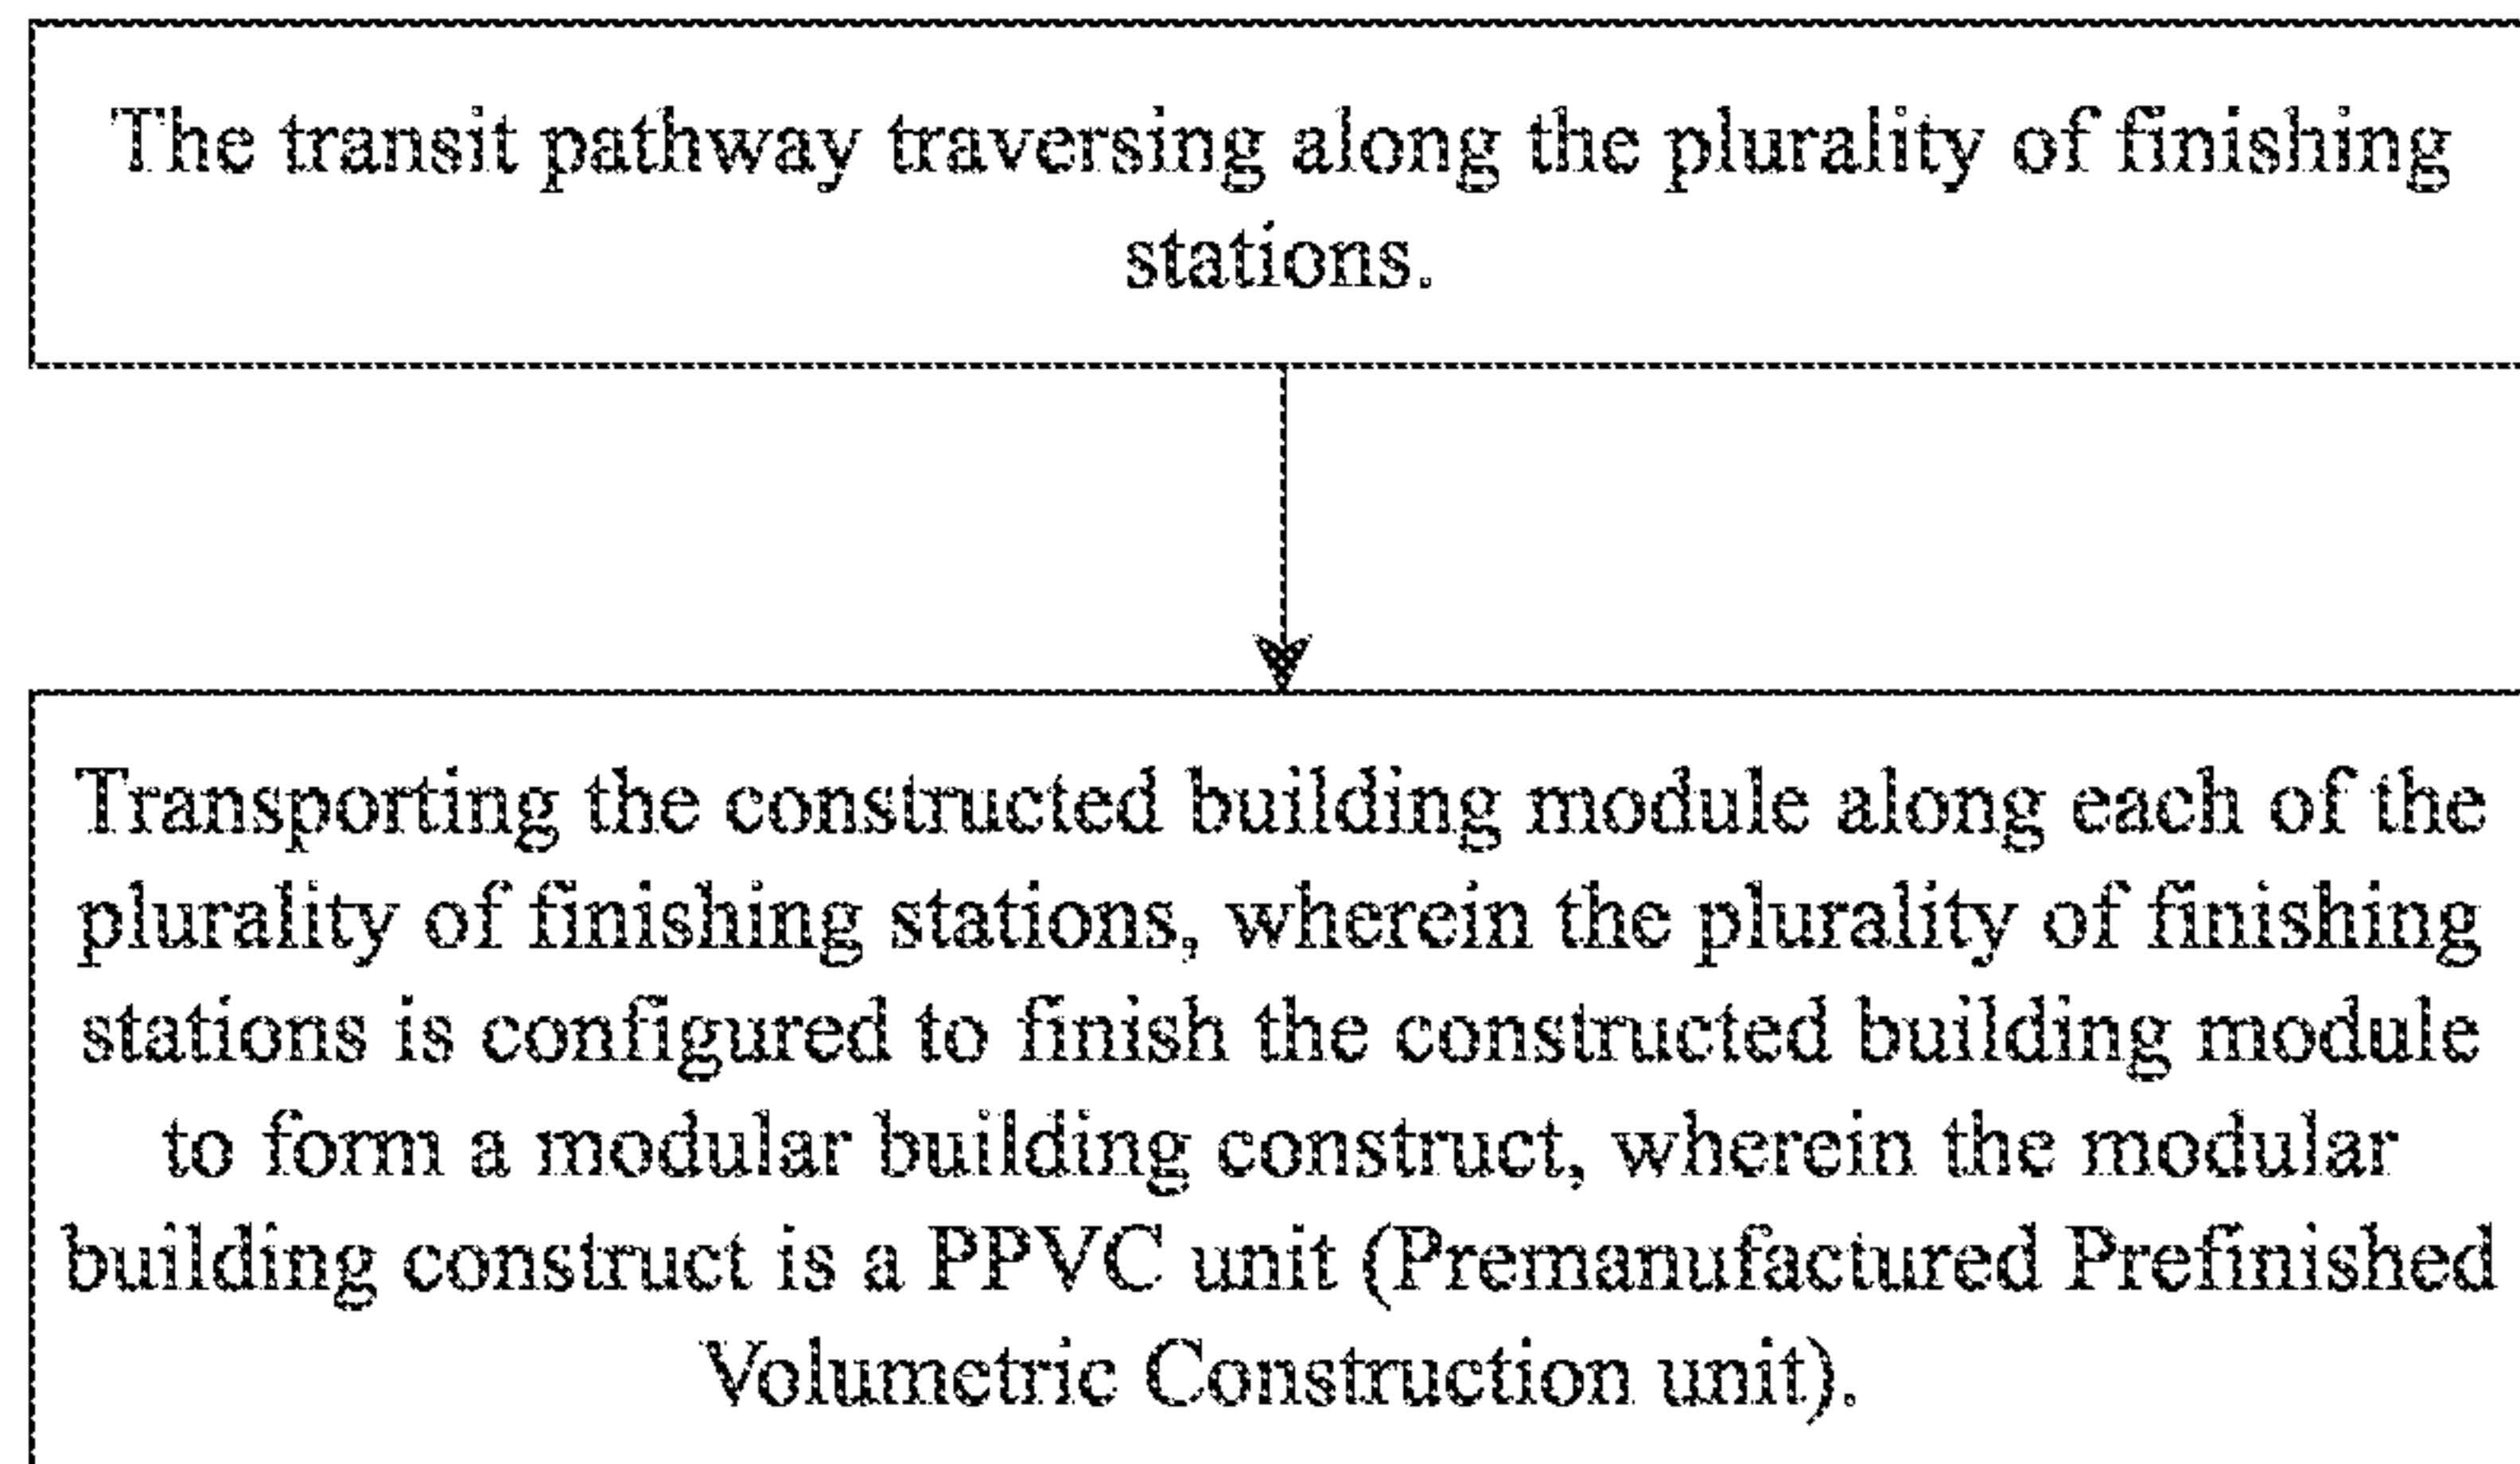 The transit pathway traversing along the plurality of finishing
stations.
Transporting the constructed building module along each of the
plurality of finishing stations, wherein the plurality of finishing
stations is configured to finish the constructed building module
to form a modular building construct, wherein the modular
building construct is a PPVC unit (Premanufactured Prefinished
Volumetric Construction unit).